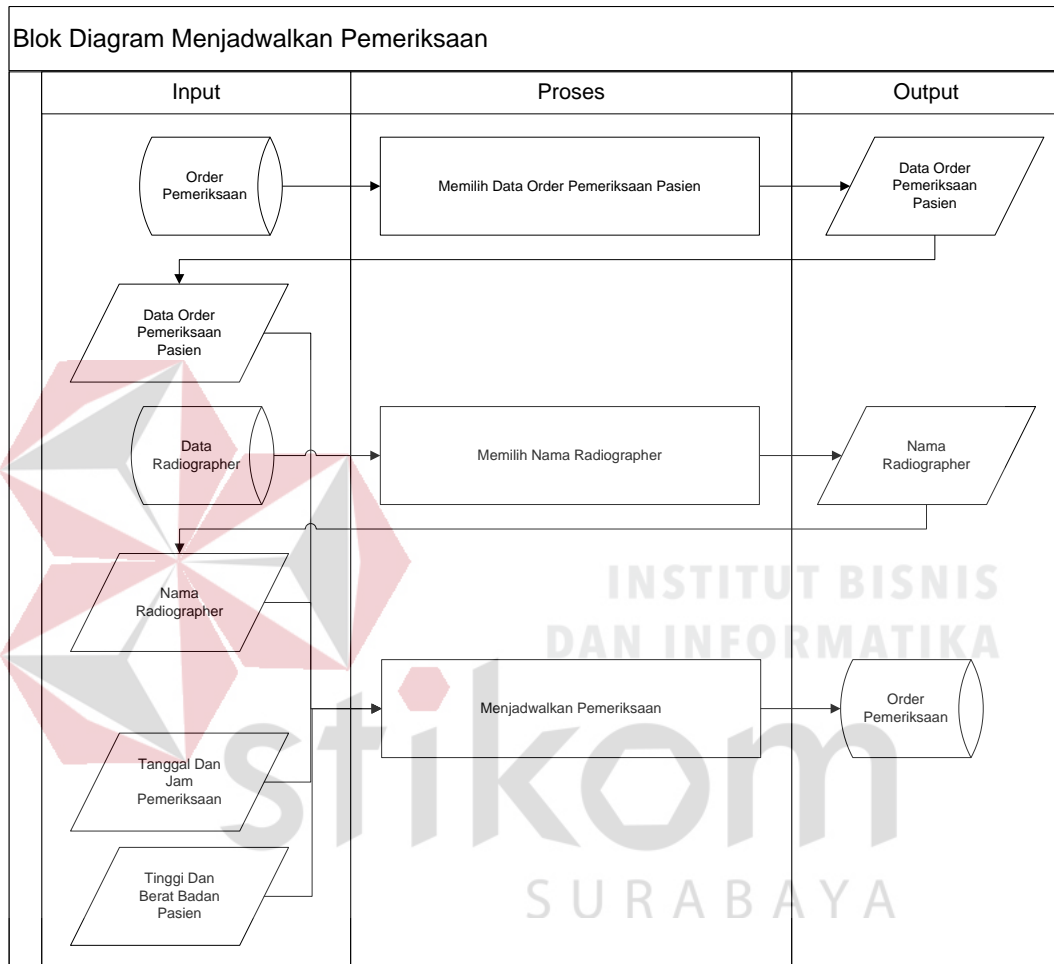 Blok Diagram Menjadwalkan Pemeriksaan
Input
Proses
Output
Order
Pemeriksaan
Memilih Data Order Pemeriksaan Pasien
Data Order
Pemeriksaan
Pasien
Data Order
Pemeriksaan
Pasien
Data
Radiographer
Memilih Nama Radiographer
Nama
Radiographer
Nama
Radiographer
INSTITUT BISNIS
DAN INFORMATIKA
Menjadwalkan Pemeriksaan
Order
Pemeriksaan
stikom
Tanggal Dan
Jam
Pemeriksaan
Tinggi Dan
Berat Badan
Pasien
SURABAYA